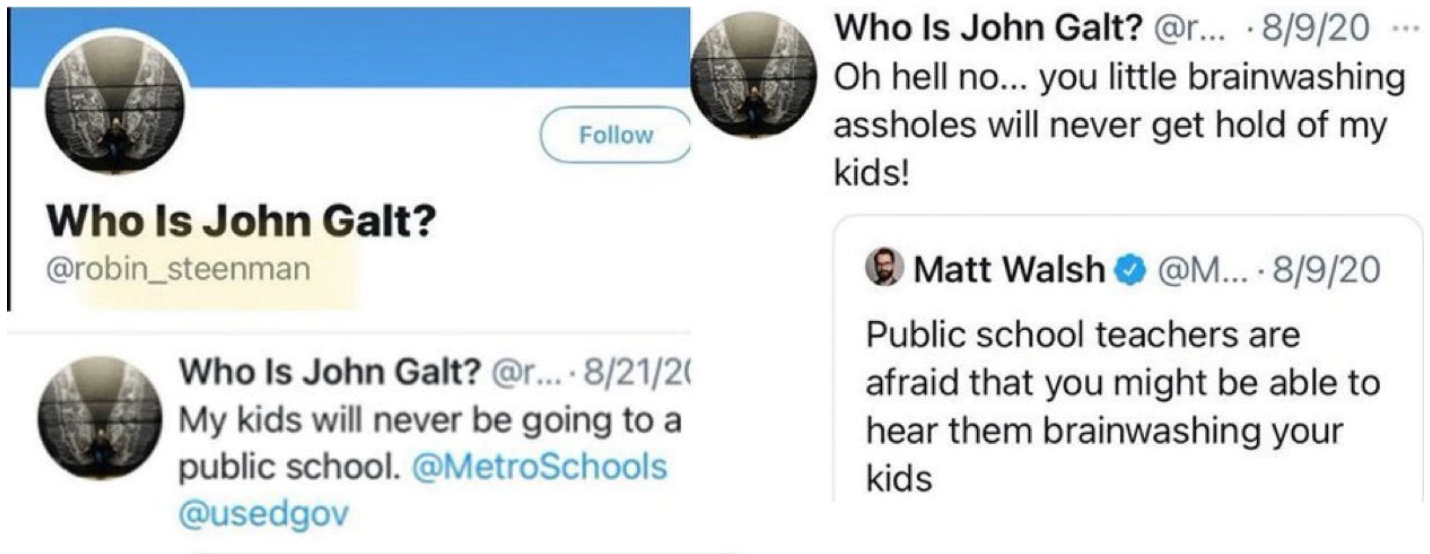 Follow
Who Is John Galt?
@robin_steenman
Who Is John Galt? @r... · 8/21/20
My kids will never be going to a
public school. @MetroSchools
@usedgov
Who Is John Galt? @r... · 8/9/20 ...
Oh hell no... you little brainwashing
assholes will never get hold of my
kids!
Matt Walsh @M... · 8/9/20
Public school teachers are
afraid that you might be able to
hear them brainwashing your
kids